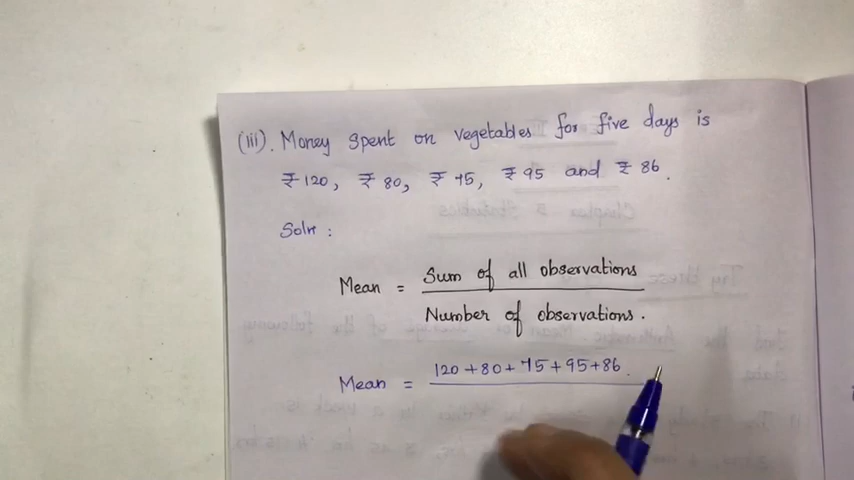 (iii). Money spent on vegetables for five days is
₹ 120, ₹ 80, ₹ 75, ₹ 95 and ₹ 86.
Soln :
Mean = Sum of all observations
Number of observations.
Mean = 120 + 80 + 75 + 95 + 86